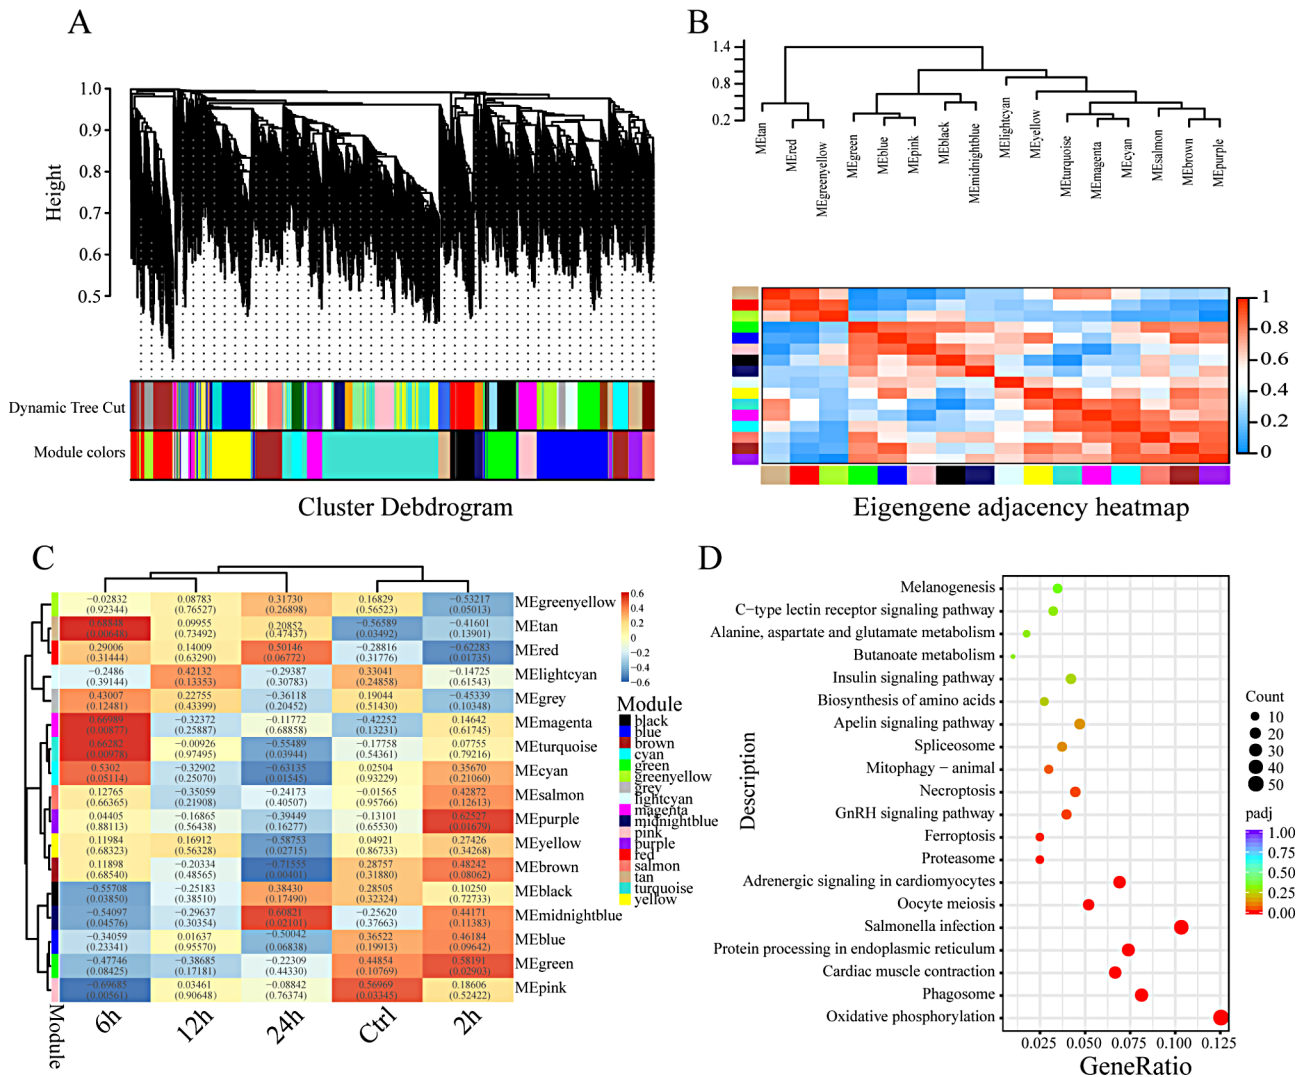 A
1.0
0.9
0.8
0.7
0.6
0.5
Height
Dynamic Tree Cut
Module colors
Cluster Debdrogram
B
1.4
0.8
0.2
MEtan
MEred
MEgreenyellow
MEgreen
MEblue
MEpink
MEblack
MEmidnightblue
MElightcyan
MEyellow
MEturquoise
MEmagenta
MEcyan
MEsalmon
MEbrown
MEpurple
1
0.8
0.6
0.4
0.2
0
Eigengene adjacency heatmap
C
−0.02832 0.08783 0.31730 0.16829 −0.53217 MEgreenyellow
(0.92344) (0.76527) (0.26898) (0.56523) (0.05013)
0.68848 0.09955 0.20852 −0.56589 −0.41601 MEtan
(0.00648) (0.73492) (0.47437) (0.03492) (0.13901)
0.29006 0.14009 0.50146 −0.28816 −0.62283 MEred
(0.31444) (0.63290) (0.06772) (0.31776) (0.01735)
−0.2486 0.42132 −0.29387 0.33041 −0.14725 MElightcyan
(0.39144) (0.13353) (0.30783) (0.24858) (0.61543)
0.43007 0.22755 −0.36118 0.19044 −0.45339 MEgrey
(0.12481) (0.43399) (0.20452) (0.51430) (0.10348)
0.66989 −0.32372 −0.11772 −0.42252 0.14642 MEmagenta
(0.00877) (0.25887) (0.68858) (0.13231) (0.61745)
0.66282 −0.00926 −0.55489 −0.17758 0.07755 MEturquoise
(0.00978) (0.97495) (0.03944) (0.54361) (0.79216)
0.5302 −0.32902 −0.63135 0.02504 0.35670 MEcyan
(0.05114) (0.25070) (0.01545) (0.93229) (0.21060)
0.12765 −0.35059 −0.24173 −0.01565 0.42872 MEsalmon
(0.66365) (0.21908) (0.40507) (0.95766) (0.12613)
0.04405 −0.16865 −0.39449 −0.13101 0.62527 MEpurple
(0.88113) (0.56438) (0.16277) (0.65530) (0.01679)
0.11984 0.16912 −0.58753 0.04921 0.27426 MEyellow
(0.68323) (0.56328) (0.02715) (0.86733) (0.34268)
0.11898 −0.20334 −0.71555 0.28757 0.48242 MEbrown
(0.68540) (0.48565) (0.00401) (0.31880) (0.08062)
−0.55708 −0.25183 0.38430 0.28505 0.10250 MEblack
(0.03850) (0.38510) (0.17490) (0.32324) (0.72733)
−0.54097 −0.29637 0.60821 −0.25620 0.44171 MEmidnightblue
(0.04576) (0.30354) (0.02101) (0.37663) (0.11383)
−0.34059 0.01637 −0.50042 0.36522 0.46184 MEblue
(0.23341) (0.95570) (0.06838) (0.19913) (0.09642)
−0.47746 −0.38685 −0.22309 0.44854 0.58191 MEgreen
(0.08425) (0.17181) (0.44330) (0.10769) (0.02903)
−0.69685 0.03461 −0.08842 0.56969 0.18606 MEpink
(0.00561) (0.90648) (0.76374) (0.03345) (0.52422)
Module
6h
12h
24h
Ctrl
2h
0.6
0.4
0.2
0
−0.2
−0.4
−0.6
Module
black
blue
brown
cyan
green
greenyellow
grey
lightcyan
magenta
midnightblue
pink
purple
red
salmon
tan
turquoise
yellow
D
Description
Melanogenesis
C−type lectin receptor signaling pathway
Alanine, aspartate and glutamate metabolism
Butanoate metabolism
Insulin signaling pathway
Biosynthesis of amino acids
Apelin signaling pathway
Spliceosome
Mitophagy − animal
Necroptosis
GnRH signaling pathway
Ferroptosis
Proteasome
Adrenergic signaling in cardiomyocytes
Oocyte meiosis
Salmonella infection
Protein processing in endoplasmic reticulum
Cardiac muscle contraction
Phagosome
Oxidative phosphorylation
0.025 0.050 0.075 0.100 0.125
GeneRatio
Count
10
20
30
40
50
padj
1.00
0.75
0.50
0.25
0.00